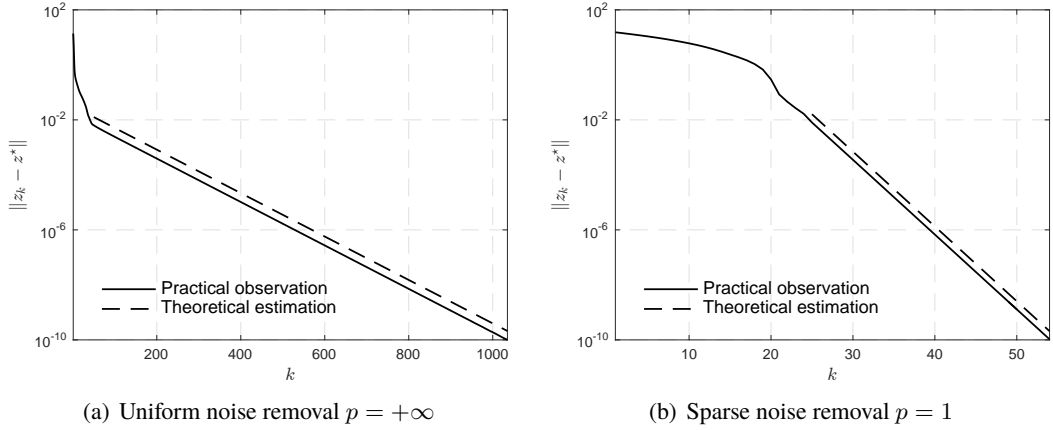 10^2
10^-2
10^-6
10^-10
‖z_k − z^⋆‖
Practical observation
Theoretical estimation
200 400 600 800 1000
k
(a) Uniform noise removal p = +∞
10^2
10^-2
10^-6
10^-10
‖z_k − z^⋆‖
Practical observation
Theoretical estimation
10 20 30 40 50
k
(b) Sparse noise removal p = 1